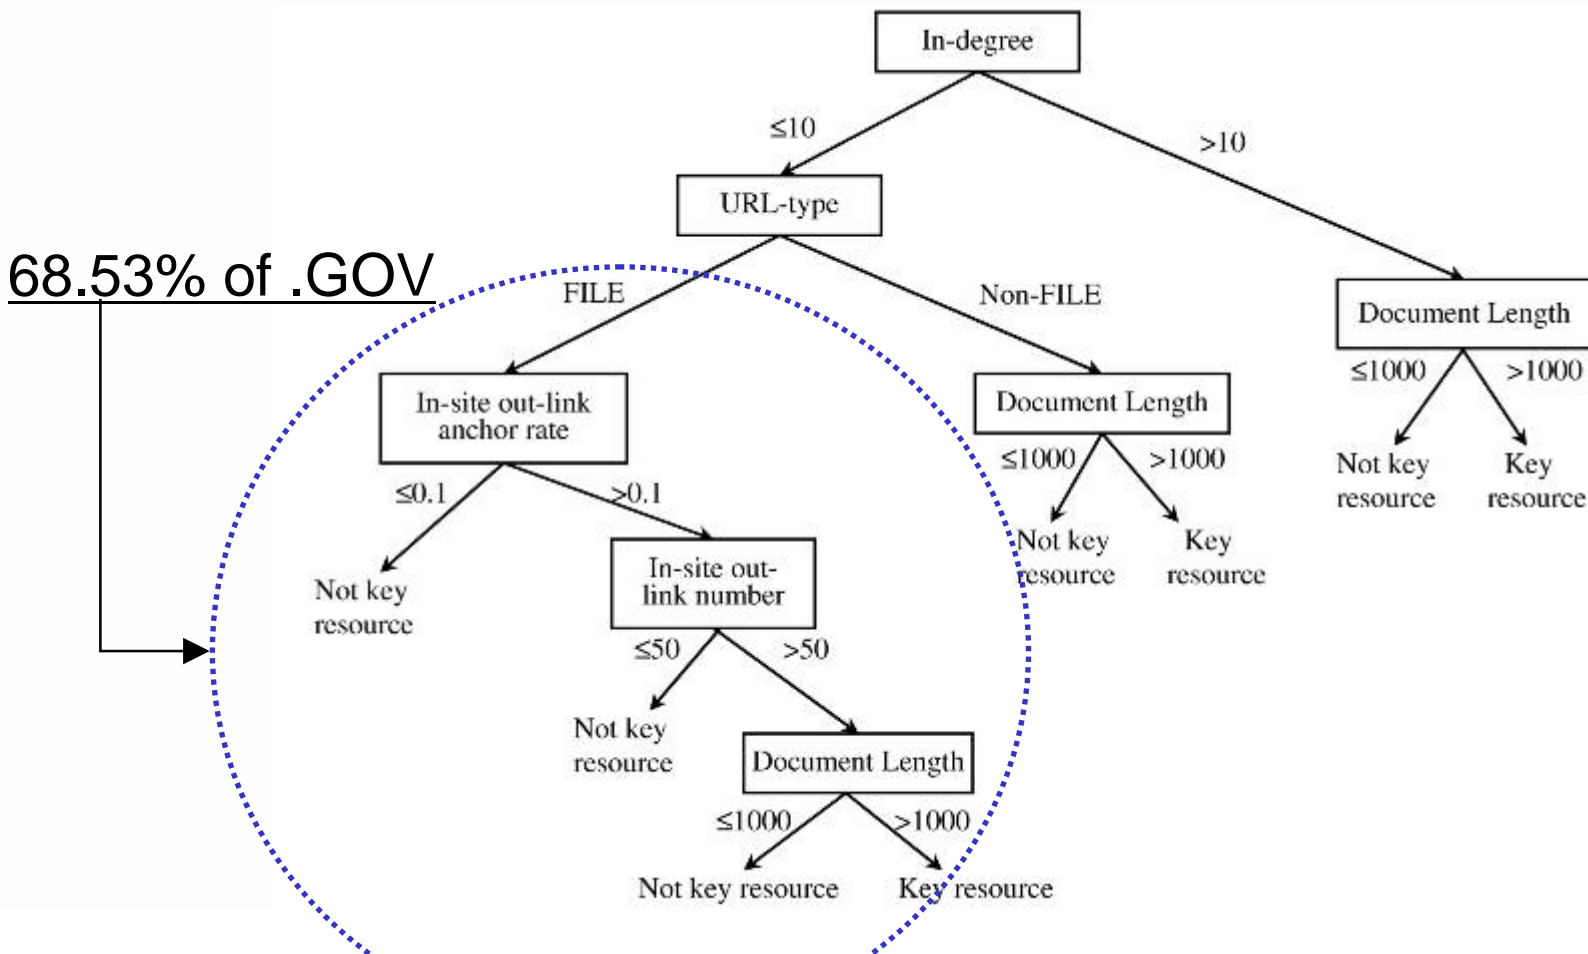 In-degree
≤10
>10
URL-type
68.53% of .GOV
FILE
Non-FILE
Document Length
≤1000
>1000
In-site out-link
anchor rate
Document Length
≤0.1
>0.1
≤1000
>1000
Not key
resource
Key
resource
Not key
resource
In-site out-
link number
Not key
resource
Key
resource
≤50
>50
Not key
resource
Document Length
≤1000
>1000
Not key resource
Key resource